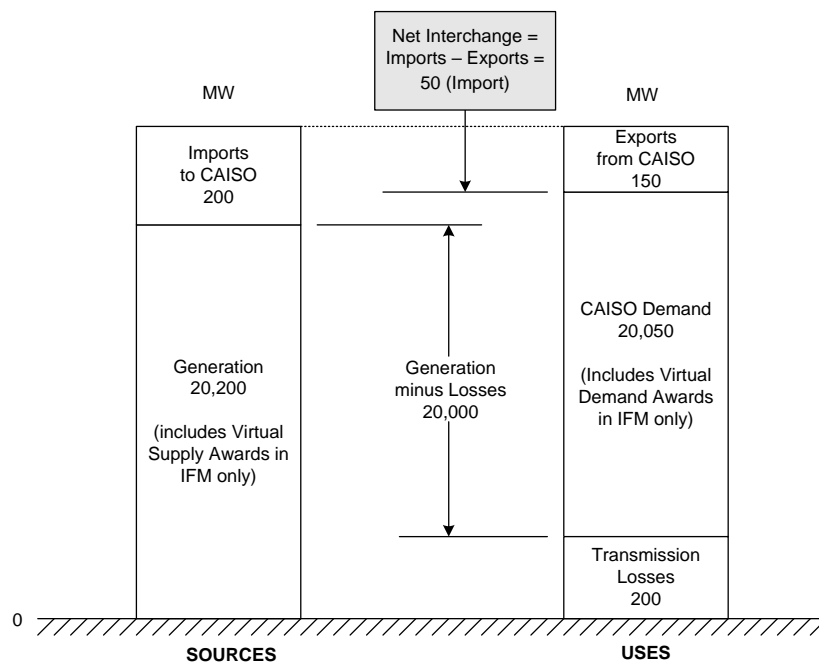 Net Interchange =
Imports – Exports =
50 (Import)
MW
MW
Imports
to CAISO
200
Exports
from CAISO
150
Generation
20,200
(includes Virtual
Supply Awards in
IFM only)
Generation
minus Losses
20,000
CAISO Demand
20,050
(Includes Virtual
Demand Awards
in IFM only)
Transmission
Losses
200
0
SOURCES
USES